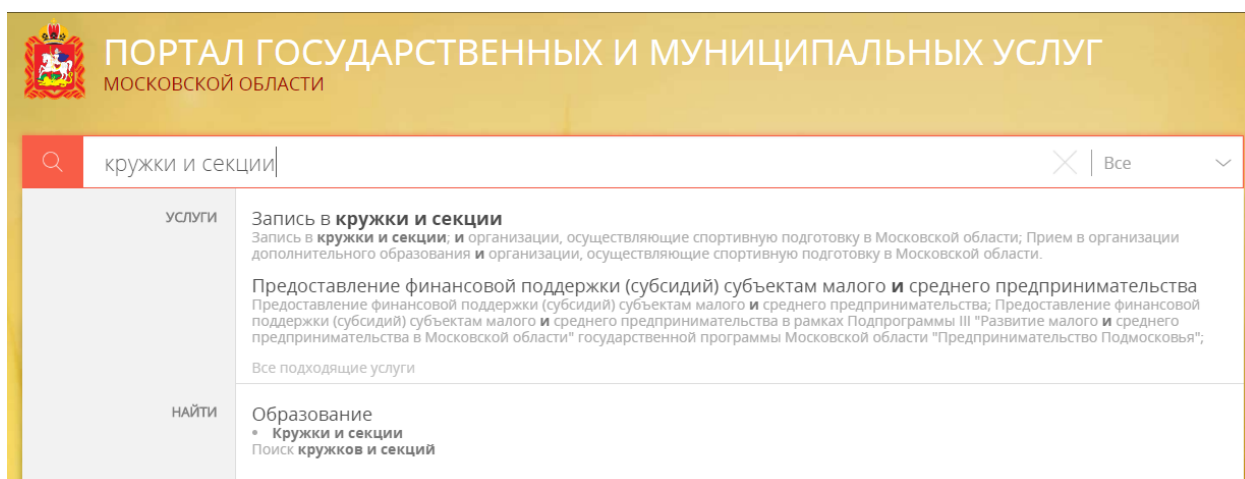 ПОРТАЛ ГОСУДАРСТВЕННЫХ И МУНИЦИПАЛЬНЫХ УСЛУГ
МОСКОВСКОЙ ОБЛАСТИ
кружки и секции
Все
УСЛУГИ
Запись в кружки и секции
Запись в кружки и секции; и организации, осуществляющие спортивную подготовку в Московской области; Прием в организации
дополнительного образования и организации, осуществляющие спортивную подготовку в Московской области.
Предоставление финансовой поддержки (субсидий) субъектам малого и среднего предпринимательства
Предоставление финансовой поддержки (субсидий) субъектам малого и среднего предпринимательства; Предоставление финансовой
поддержки (субсидий) субъектам малого и среднего предпринимательства в рамках Подпрограммы III "Развитие малого и среднего
предпринимательства в Московской области" государственной программы Московской области "Предпринимательство Подмосковья";
Все подходящие услуги
НАЙТИ
Образование
• Кружки и секции
Поиск кружков и секций